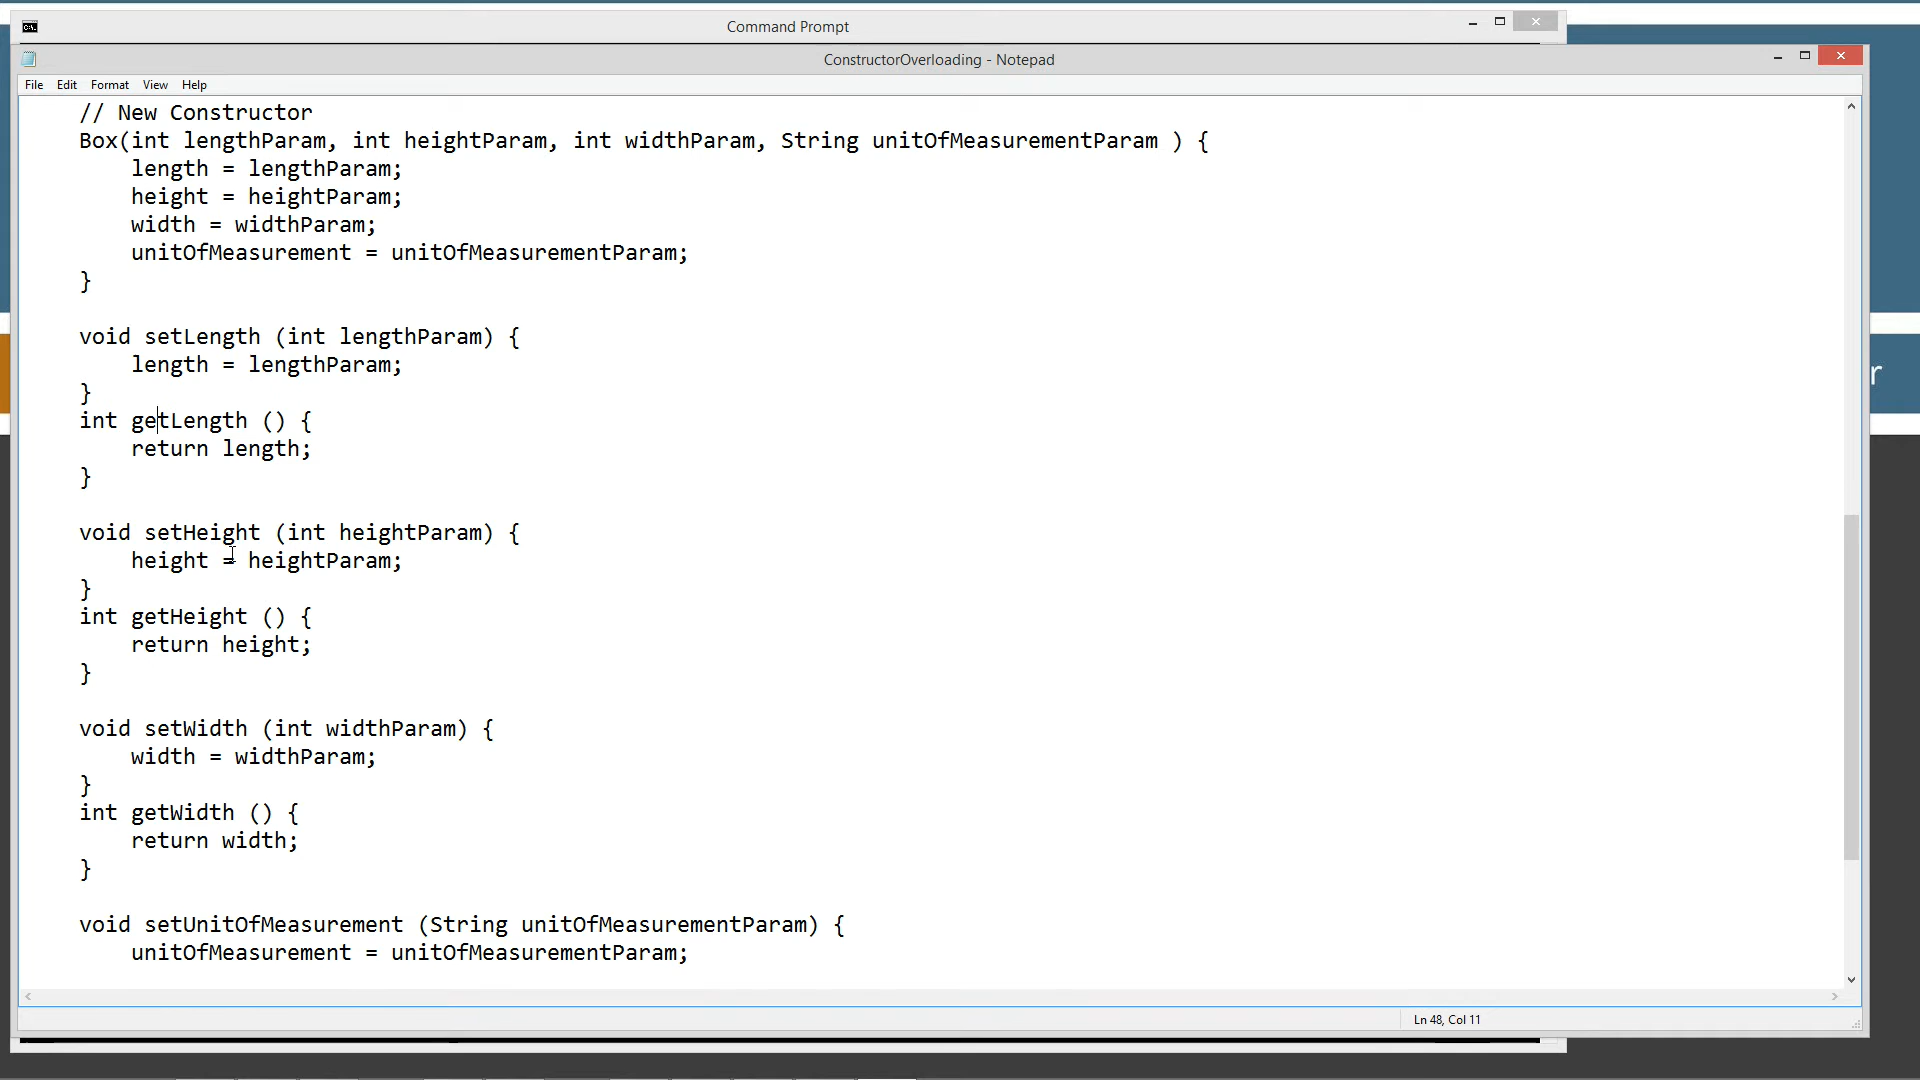 Command Prompt
ConstructorOverloading - Notepad
File Edit Format View Help
// New Constructor
Box(int lengthParam, int heightParam, int widthParam, String unitOfMeasurementParam ) {
length = lengthParam;
height = heightParam;
width = widthParam;
unitOfMeasurement = unitOfMeasurementParam;
}
void setLength (int lengthParam) {
length = lengthParam;
}
int getLength () {
return length;
}
void setHeight (int heightParam) {
height = heightParam;
}
int getHeight () {
return height;
}
void setWidth (int widthParam) {
width = widthParam;
}
int getWidth () {
return width;
}
void setUnitOfMeasurement (String unitOfMeasurementParam) {
unitOfMeasurement = unitOfMeasurementParam;
Ln 48, Col 11